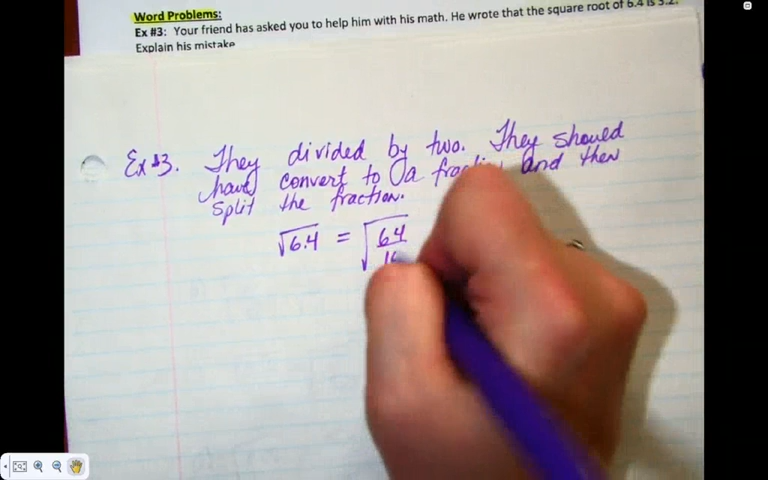 Word Problems:
Ex #3: Your friend has asked you to help him with his math. He wrote that the square root of 6.4 is 3.2.
Explain his mistake
Ex #3. They divided by two. They should
have convert to a and then
split the fraction.
√6.4 = √64